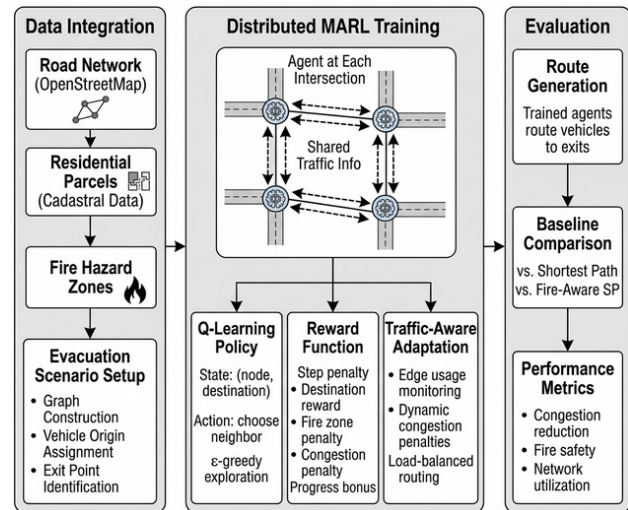 Data Integration
Road Network
(OpenStreetMap)
Residential
Parcels
(Cadastral Data)
Fire Hazard
Zones
Evacuation
Scenario Setup
• Graph
Construction
• Vehicle Origin
Assignment
• Exit Point
Identification
Distributed MARL Training
Agent at Each
Intersection
Shared
Traffic Info
Q-Learning
Policy
State: (node,
destination)
Action: choose
neighbor
ε-greedy
exploration
Reward
Function
Step penalty
• Destination
reward
• Fire zone
penalty
• Congestion
penalty
Progress bonus
Traffic-Aware
Adaptation
• Edge usage
monitoring
• Dynamic
congestion
penalties
Load-balanced
routing
Evaluation
Route
Generation
Trained agents
route vehicles
to exits
Baseline
Comparison
vs. Shortest Path
vs. Fire-Aware SP
Performance
Metrics
• Congestion
reduction
• Fire safety
• Network
utilization